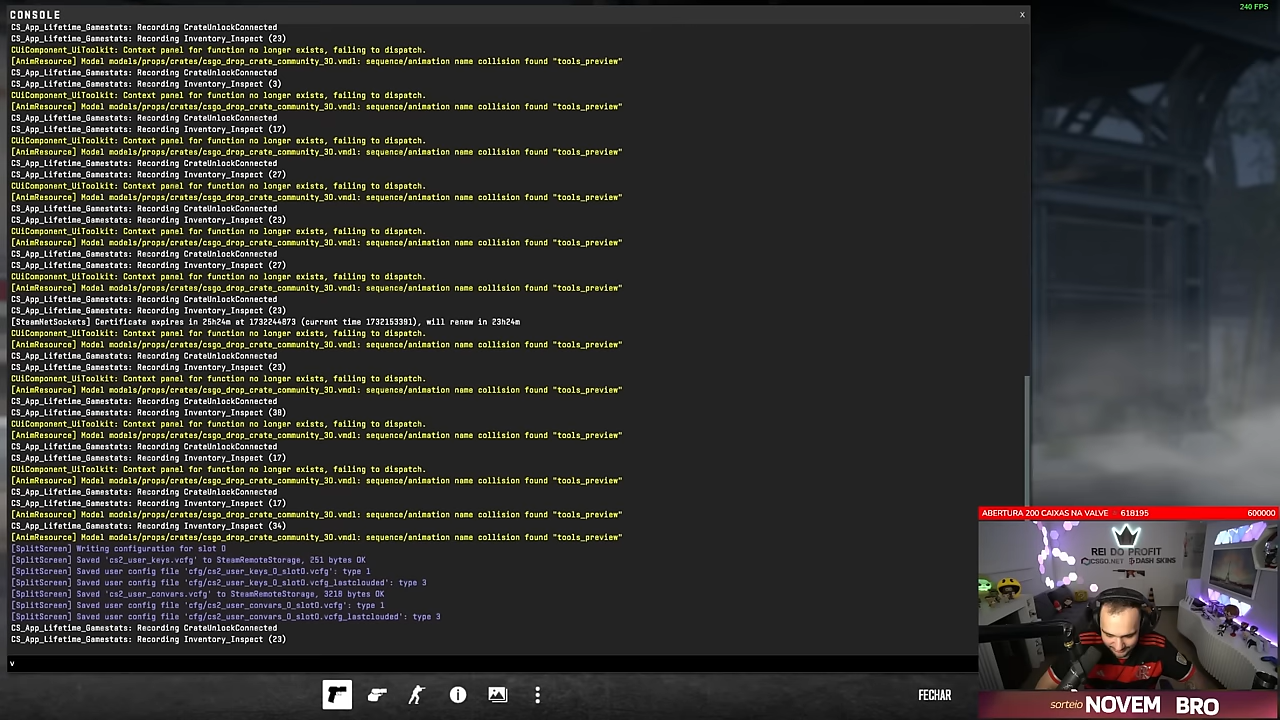 CONSOLE
X
240 FPS
CS_App_Lifetime_Gamestats: Recording CrateUnlockConnected
CS_App_Lifetime_Gamestats: Recording Inventory_Inspect (23)
CUiComponent_UiToolkit: Context panel for function no longer exists, failing to dispatch.
[AnimResource] Model models/props/crates/csgo_drop_crate_community_30.vmdl: sequence/animation name collision found "tools_preview"
CS_App_Lifetime_Gamestats: Recording CrateUnlockConnected
CS_App_Lifetime_Gamestats: Recording Inventory_Inspect (3)
CUiComponent_UiToolkit: Context panel for function no longer exists, failing to dispatch.
[AnimResource] Model models/props/crates/csgo_drop_crate_community_30.vmdl: sequence/animation name collision found "tools_preview"
CS_App_Lifetime_Gamestats: Recording CrateUnlockConnected
CS_App_Lifetime_Gamestats: Recording Inventory_Inspect (17)
CUiComponent_UiToolkit: Context panel for function no longer exists, failing to dispatch.
[AnimResource] Model models/props/crates/csgo_drop_crate_community_30.vmdl: sequence/animation name collision found "tools_preview"
CS_App_Lifetime_Gamestats: Recording CrateUnlockConnected
CS_App_Lifetime_Gamestats: Recording Inventory_Inspect (27)
CUiComponent_UiToolkit: Context panel for function no longer exists, failing to dispatch.
[AnimResource] Model models/props/crates/csgo_drop_crate_community_30.vmdl: sequence/animation name collision found "tools_preview"
CS_App_Lifetime_Gamestats: Recording CrateUnlockConnected
CS_App_Lifetime_Gamestats: Recording Inventory_Inspect (23)
CUiComponent_UiToolkit: Context panel for function no longer exists, failing to dispatch.
[AnimResource] Model models/props/crates/csgo_drop_crate_community_30.vmdl: sequence/animation name collision found "tools_preview"
CS_App_Lifetime_Gamestats: Recording CrateUnlockConnected
CS_App_Lifetime_Gamestats: Recording Inventory_Inspect (27)
CUiComponent_UiToolkit: Context panel for function no longer exists, failing to dispatch.
[AnimResource] Model models/props/crates/csgo_drop_crate_community_30.vmdl: sequence/animation name collision found "tools_preview"
CS_App_Lifetime_Gamestats: Recording CrateUnlockConnected
CS_App_Lifetime_Gamestats: Recording Inventory_Inspect (23)
[SteamNetSockets] Certificate expires in 25h24m at 1732244873 (current time 1732153381), will renew in 23h24m
CUiComponent_UiToolkit: Context panel for function no longer exists, failing to dispatch.
[AnimResource] Model models/props/crates/csgo_drop_crate_community_30.vmdl: sequence/animation name collision found "tools_preview"
CS_App_Lifetime_Gamestats: Recording CrateUnlockConnected
CS_App_Lifetime_Gamestats: Recording Inventory_Inspect (23)
CUiComponent_UiToolkit: Context panel for function no longer exists, failing to dispatch.
[AnimResource] Model models/props/crates/csgo_drop_crate_community_30.vmdl: sequence/animation name collision found "tools_preview"
CS_App_Lifetime_Gamestats: Recording CrateUnlockConnected
CS_App_Lifetime_Gamestats: Recording Inventory_Inspect (38)
CUiComponent_UiToolkit: Context panel for function no longer exists, failing to dispatch.
[AnimResource] Model models/props/crates/csgo_drop_crate_community_30.vmdl: sequence/animation name collision found "tools_preview"
CS_App_Lifetime_Gamestats: Recording CrateUnlockConnected
CS_App_Lifetime_Gamestats: Recording Inventory_Inspect (17)
CUiComponent_UiToolkit: Context panel for function no longer exists, failing to dispatch.
[AnimResource] Model models/props/crates/csgo_drop_crate_community_30.vmdl: sequence/animation name collision found "tools_preview"
CS_App_Lifetime_Gamestats: Recording CrateUnlockConnected
CS_App_Lifetime_Gamestats: Recording Inventory_Inspect (17)
[AnimResource] Model models/props/crates/csgo_drop_crate_community_30.vmdl: sequence/animation name collision found "tools_preview"
CS_App_Lifetime_Gamestats: Recording Inventory_Inspect (34)
[AnimResource] Model models/props/crates/csgo_drop_crate_community_30.vmdl: sequence/animation name collision found "tools_preview"
[SplitScreen] Writing configuration for slot 0
[SplitScreen] Saved 'cs2_user_keys.vcfg' to SteamRemoteStorage, 251 bytes OK
[SplitScreen] Saved user config file 'cfg/cs2_user_keys_0_slot0.vcfg': type 1
[SplitScreen] Saved user config file 'cfg/cs2_user_keys_0_slot0.vcfg_lastclouded': type 3
[SplitScreen] Saved 'cs2_user_convars.vcfg' to SteamRemoteStorage, 3218 bytes OK
[SplitScreen] Saved user config file 'cfg/cs2_user_convars_0_slot0.vcfg': type 1
[SplitScreen] Saved user config file 'cfg/cs2_user_convars_0_slot0.vcfg_lastclouded': type 3
CS_App_Lifetime_Gamestats: Recording CrateUnlockConnected
CS_App_Lifetime_Gamestats: Recording Inventory_Inspect (23)
v
FECHAR
ABERTURA 200 CAIXAS NA VALVE - 618195 600000
REI DO PROFIT
CSGO.NET DASH SKINS
sorteio NOVEM BRO